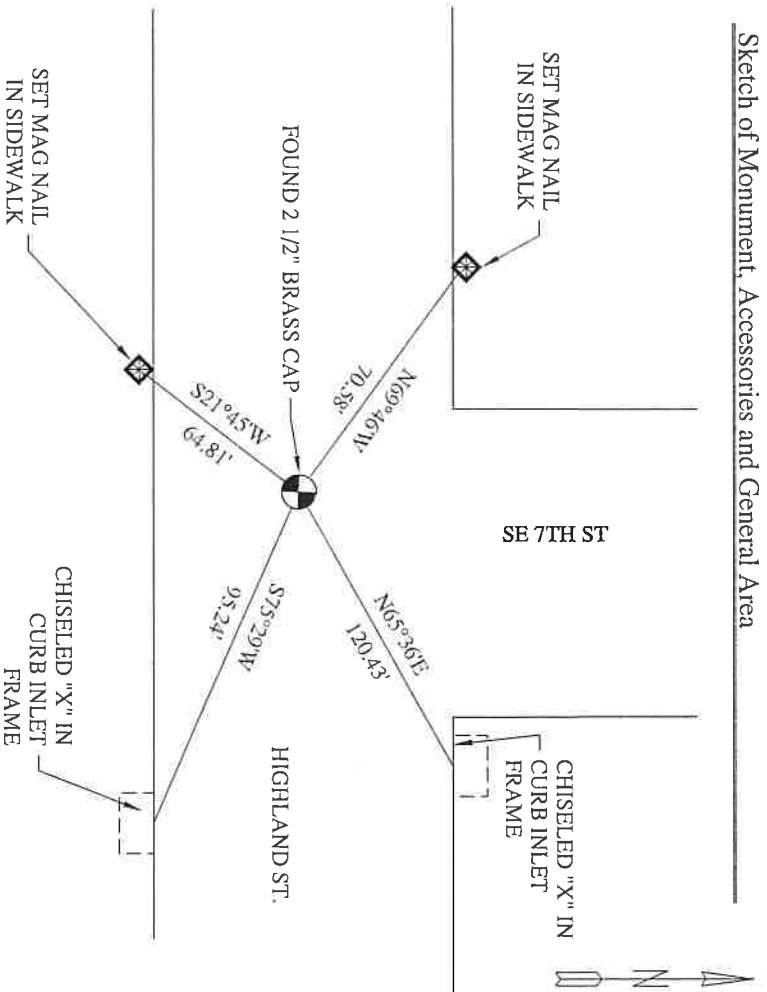 Sketch of Monument, Accessories and General Area
SET MAG NAIL
IN SIDEWALK
N69°46'W
70.58'
SE 7TH ST
FOUND 2 1/2" BRASS CAP
N65°36'E
120.43'
CHISELED "X" IN
CURB INLET
FRAME
S21°45'W
64.81'
S75°29'W
95.24'
HIGHLAND ST.
SET MAG NAIL
IN SIDEWALK
CHISELED "X" IN
CURB INLET
FRAME
N